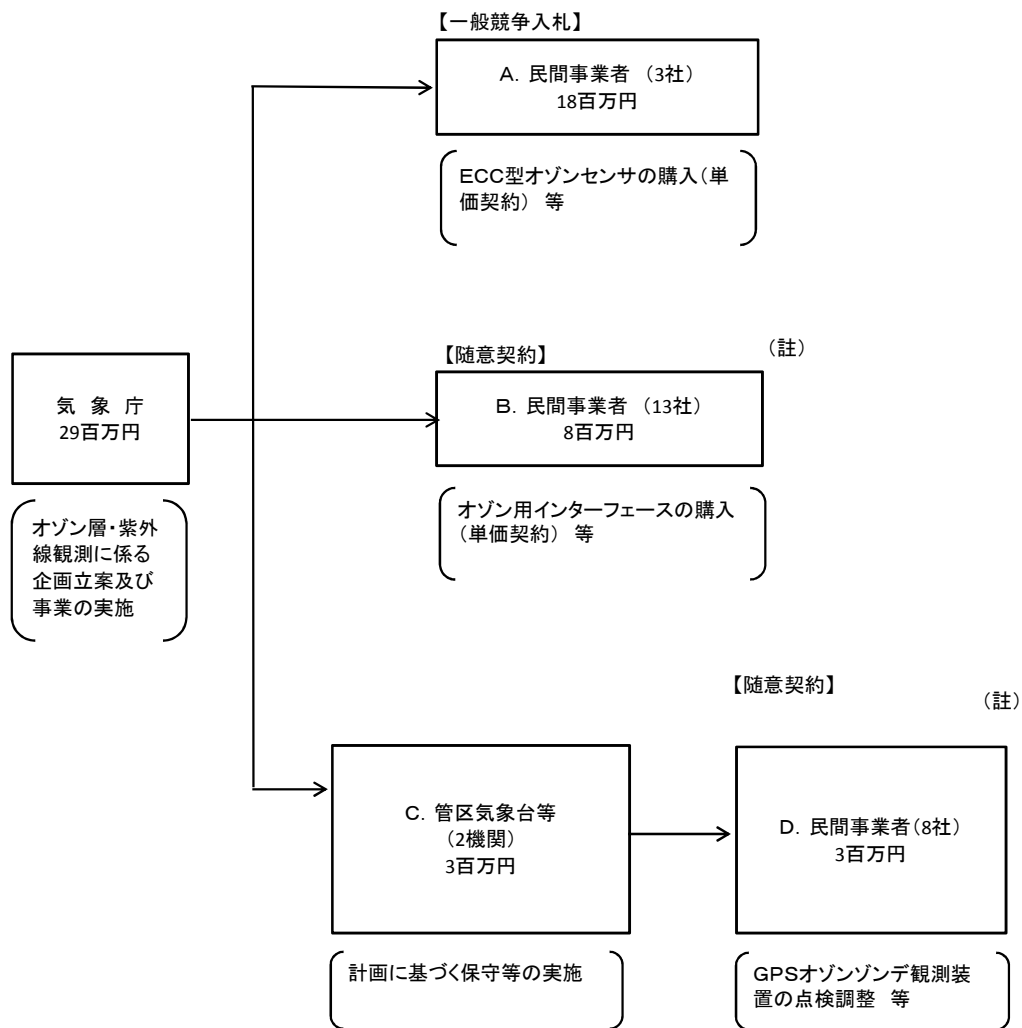 【一般競争入札】
A．民間事業者　（3社）
18百万円
ECC型オゾンセンサの購入（単
価契約）　等
【随意契約】
（註）
気　象　庁
29百万円
B．民間事業者　（13社）
8百万円
オゾン層・紫外
線観測に係る
企画立案及び
事業の実施
オゾン用インターフェースの購入
（単価契約）　等
【随意契約】
（註）
C．管区気象台等
（2機関）
3百万円
D．民間事業者（8社）
3百万円
計画に基づく保守等の実施
GPSオゾンゾンデ観測装
置の点検調整　等